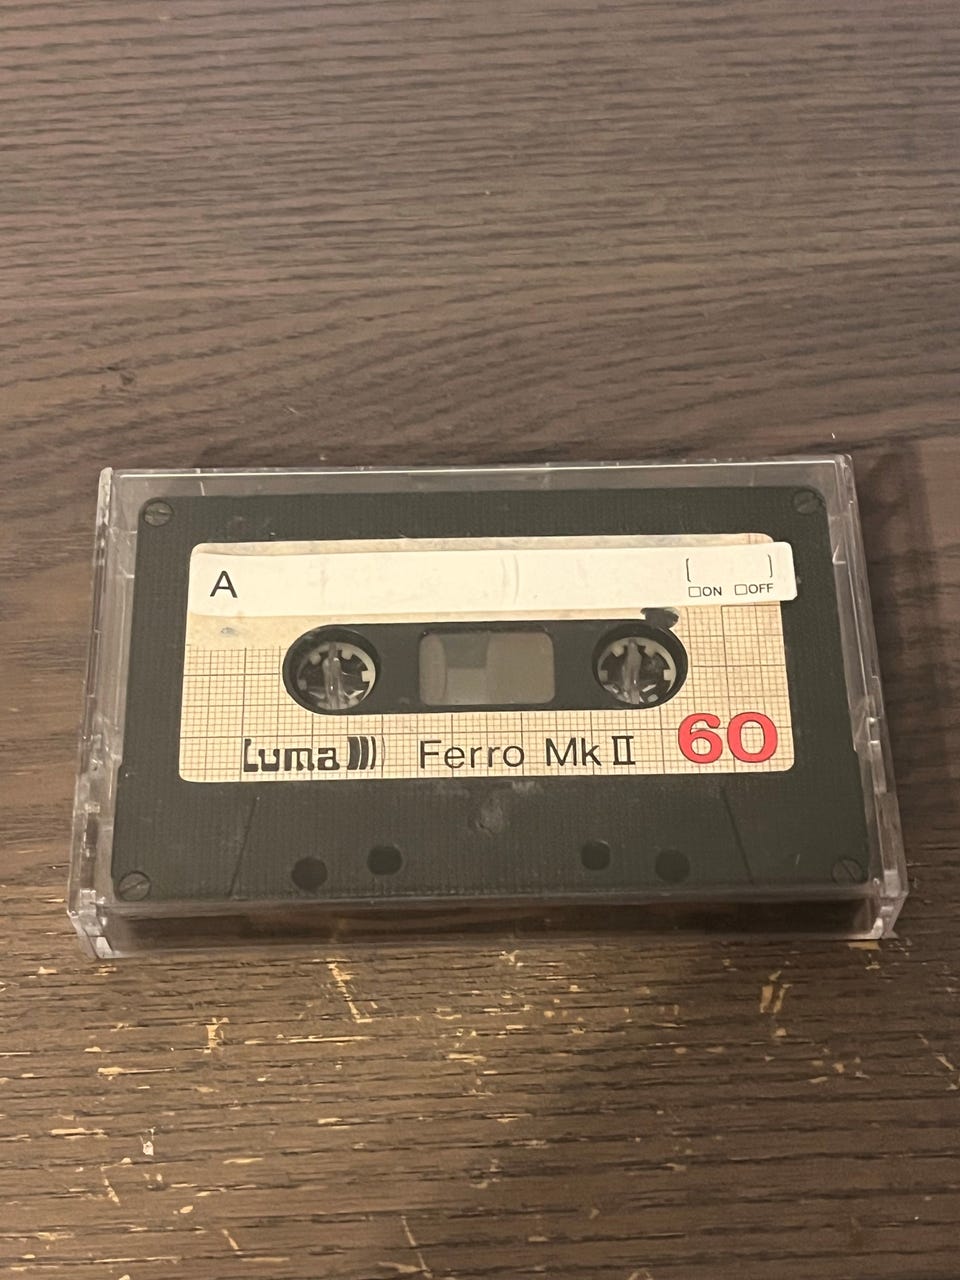 A
[ ]
□ON □OFF
Luma Ferro Mk II 60